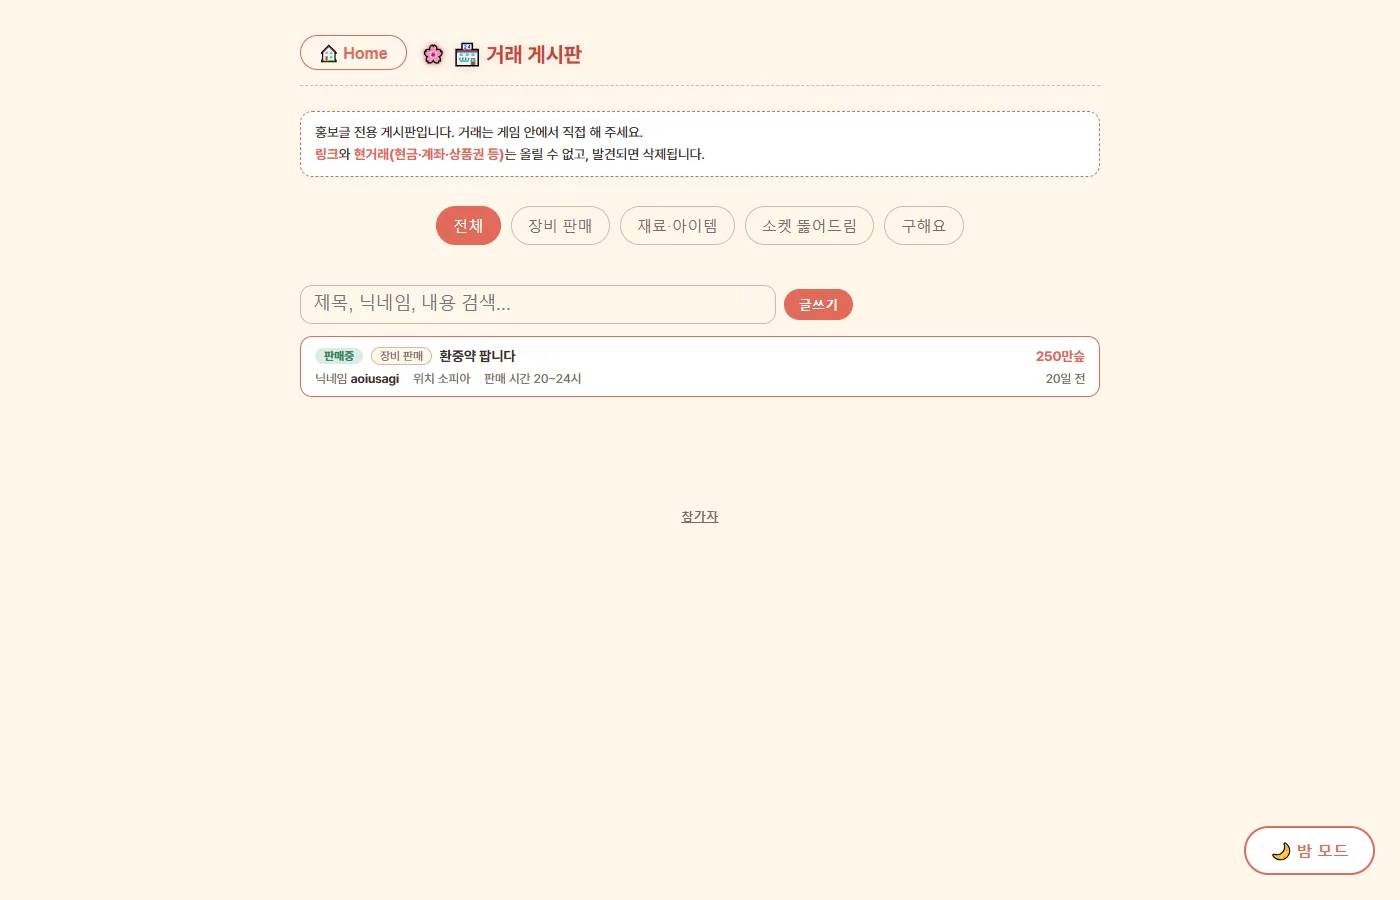 Home 거래 게시판
홍보글 전용 게시판입니다. 거래는 게임 안에서 직접 해 주세요.
링크와 현거래(현금·계좌·상품권 등)는 올릴 수 없고, 발견되면 삭제됩니다.
전체 장비 판매 재료·아이템 소켓 뚫어드림 구해요
제목, 닉네임, 내용 검색... 글쓰기
판매중 장비 판매 환중약 팝니다 250만숲
닉네임 aoiusagi 위치 소피아 판매 시간 20~24시 20일 전
참가자
밤 모드